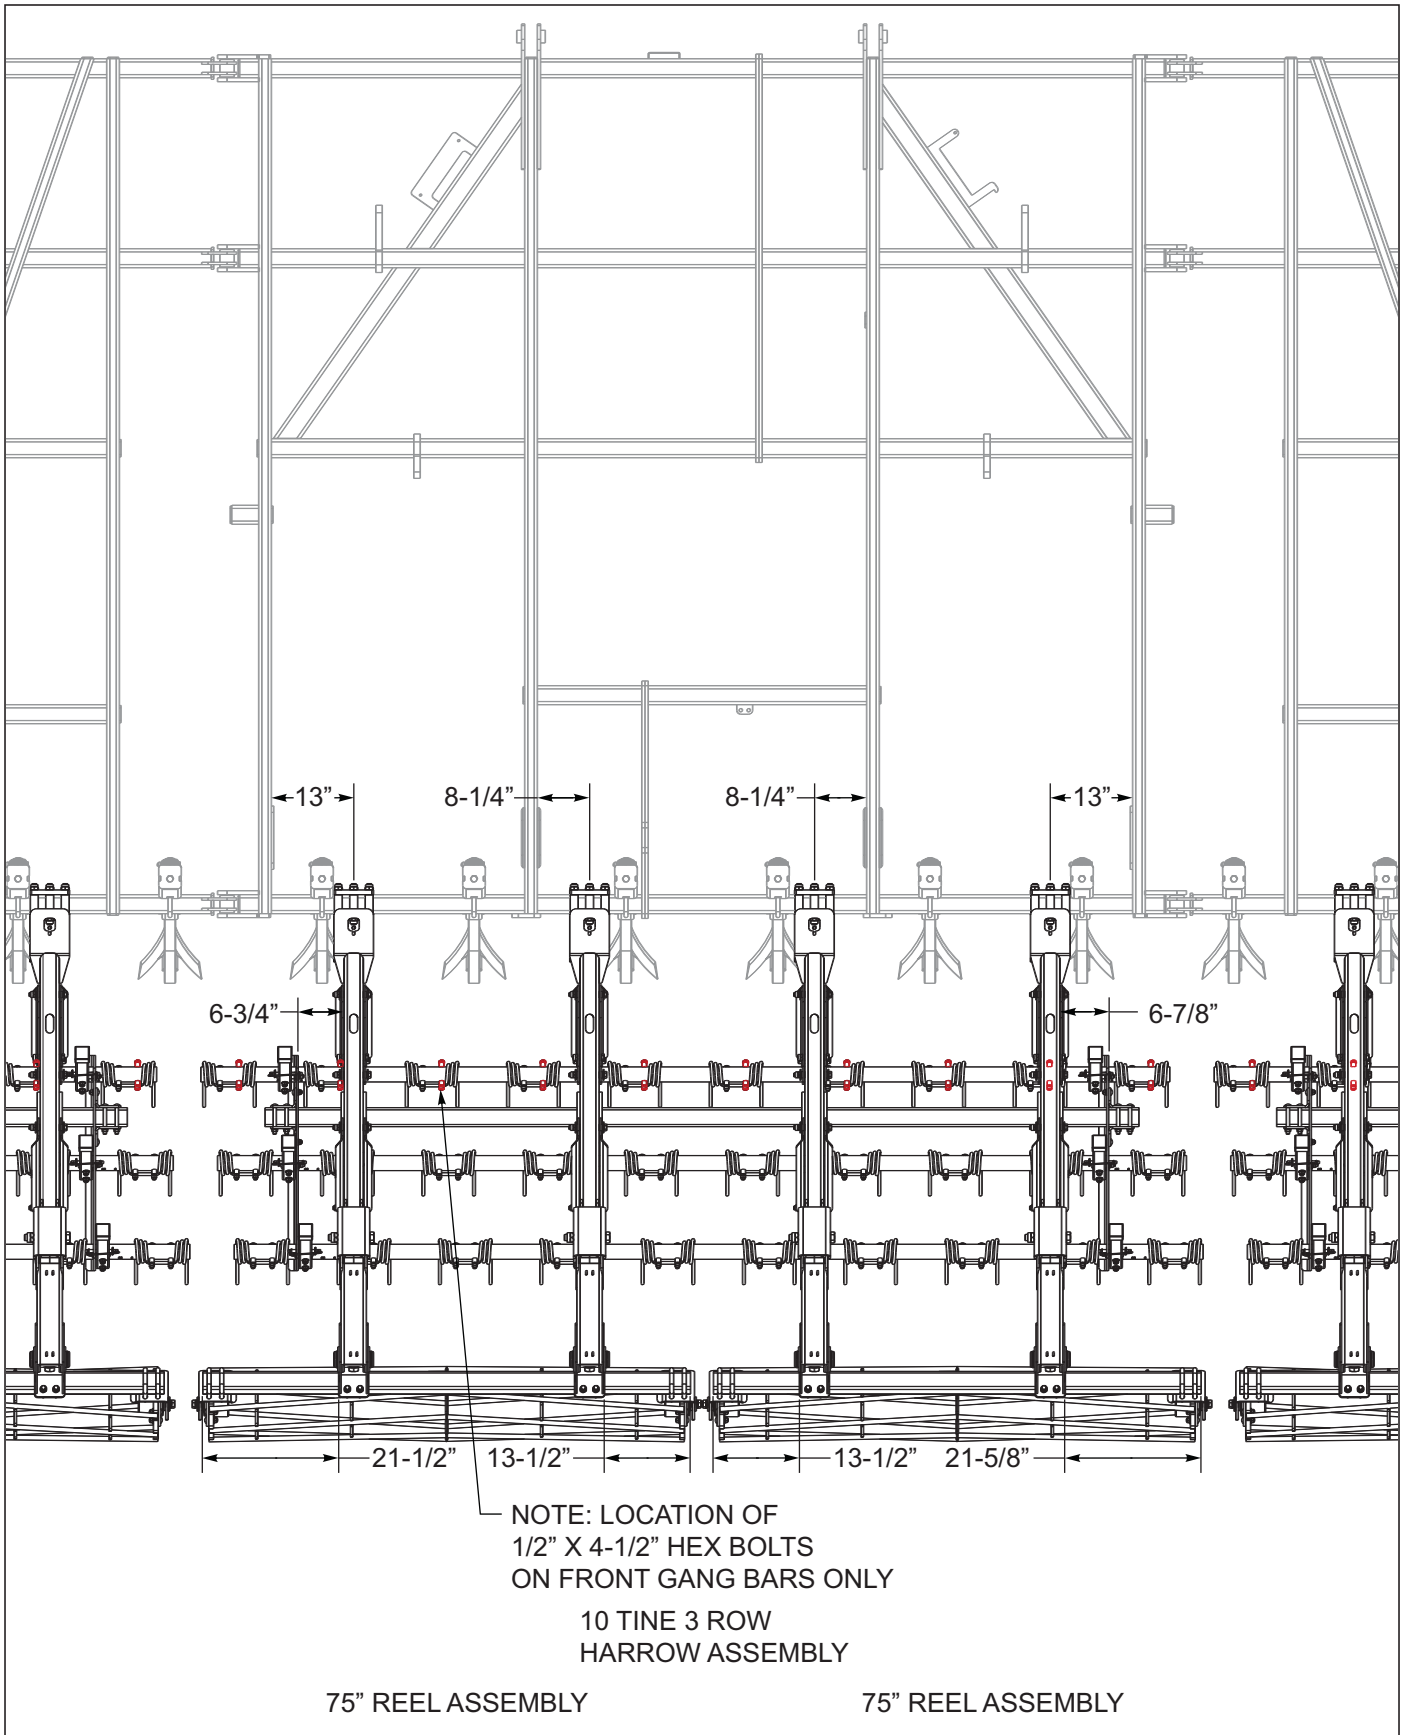 13”
8-1/4”
8-1/4”
13”
6-3/4”
6-7/8”
21-1/2”
13-1/2”
13-1/2”
21-5/8”
NOTE: LOCATION OF
1/2” X 4-1/2” HEX BOLTS
ON FRONT GANG BARS ONLY
10 TINE 3 ROW
HARROW ASSEMBLY
75” REEL ASSEMBLY
75” REEL ASSEMBLY